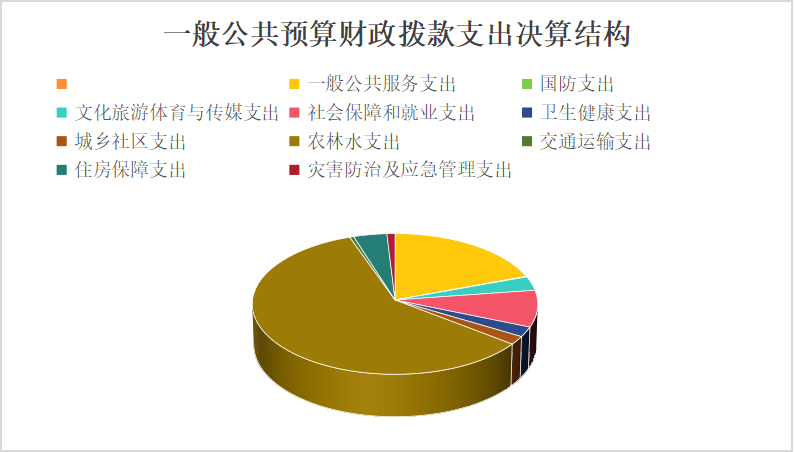 一般公共预算财政拨款支出决算结构
一般公共服务支出 国防支出
文化旅游体育与传媒支出 社会保障和就业支出 卫生健康支出
城乡社区支出 农林水支出 交通运输支出
住房保障支出 灾害防治及应急管理支出